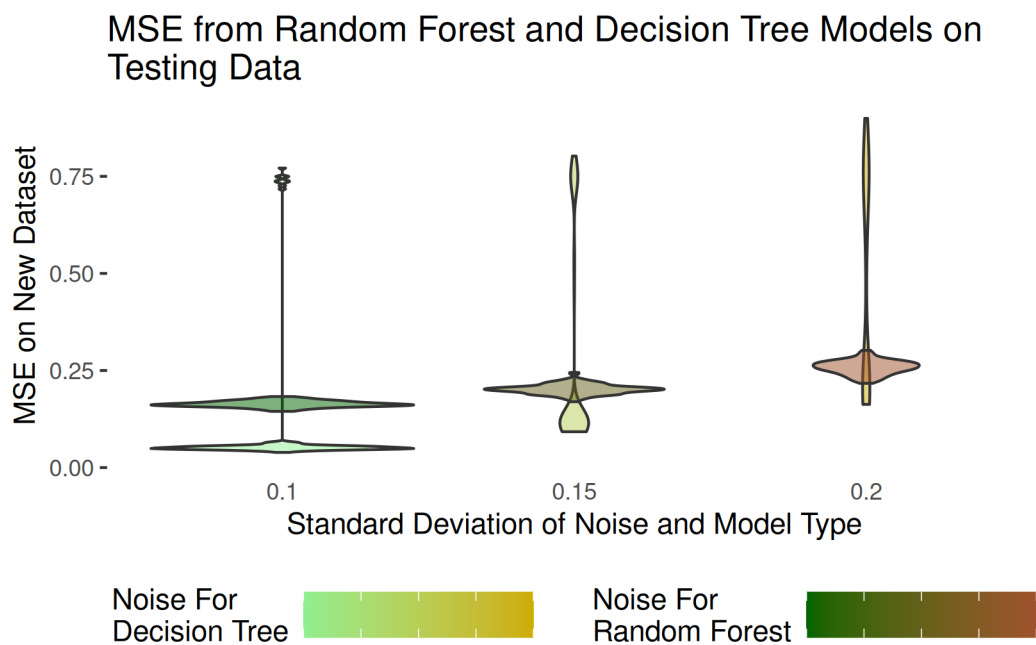 MSE from Random Forest and Decision Tree Models on
Testing Data
MSE on New Dataset
0.75
0.50
0.25
0.00
0.1
0.15
0.2
Standard Deviation of Noise and Model Type
Noise For
Decision Tree
Noise For
Random Forest